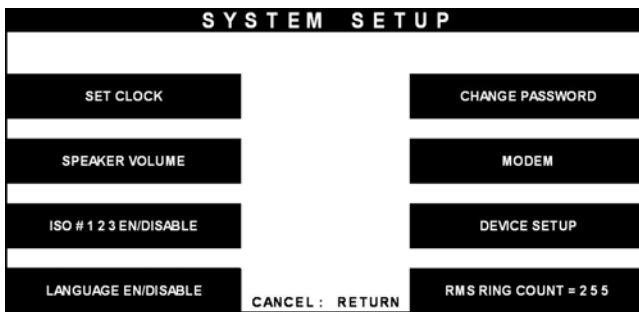 SYSTEM SETUP
SET CLOCK
CHANGE PASSWORD
SPEAKER VOLUME
MODEM
ISO # 1 2 3 EN/DISABLE
DEVICE SETUP
LANGUAGE EN/DISABLE
RMS RING COUNT = 2 5 5
CANCEL: RETURN